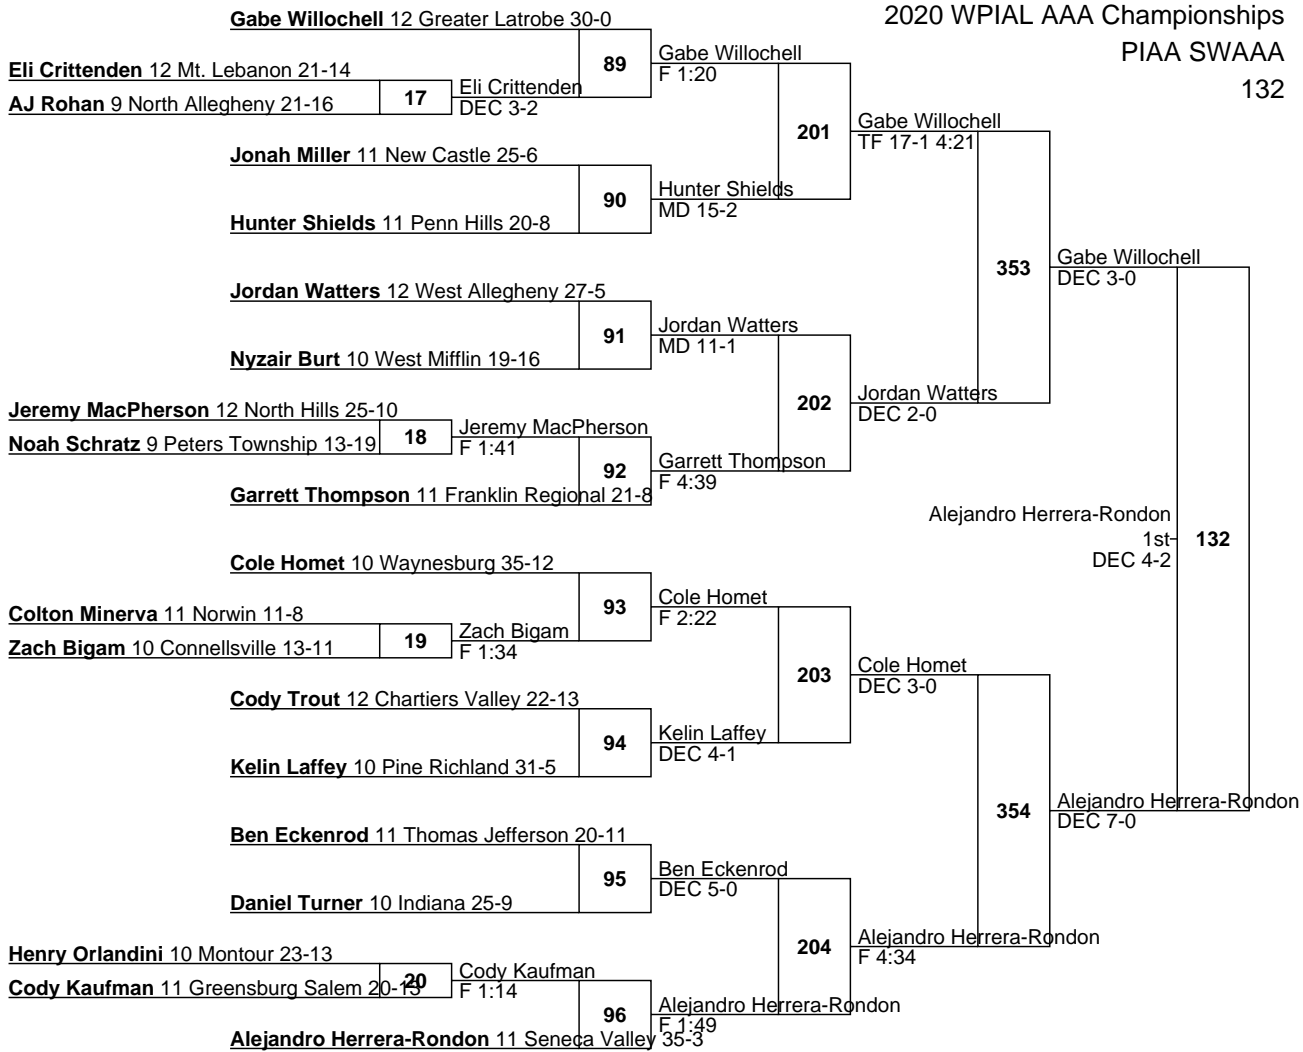 2020 WPIAL AAA Championships
PIAA SWAAA
132
Gabe Willochell 12 Greater Latrobe 30-0
89
Gabe Willochell
F 1:20
Eli Crittenden 12 Mt. Lebanon 21-14
17
Eli Crittenden
DEC 3-2
AJ Rohan 9 North Allegheny 21-16
201
Gabe Willochell
TF 17-1 4:21
Jonah Miller 11 New Castle 25-6
90
Hunter Shields
MD 15-2
Hunter Shields 11 Penn Hills 20-8
353
Gabe Willochell
DEC 3-0
Jordan Watters 12 West Allegheny 27-5
91
Jordan Watters
MD 11-1
Nyzair Burt 10 West Mifflin 19-16
202
Jordan Watters
DEC 2-0
Jeremy MacPherson 12 North Hills 25-10
18
Jeremy MacPherson
F 1:41
Noah Schratz 9 Peters Township 13-19
92
Garrett Thompson
F 4:39
Garrett Thompson 11 Franklin Regional 21-8
Alejandro Herrera-Rondon
1st
DEC 4-2
132
Cole Homet 10 Waynesburg 35-12
93
Cole Homet
F 2:22
Colton Minerva 11 Norwin 11-8
19
Zach Bigam
F 1:34
Zach Bigam 10 Connellsville 13-11
203
Cole Homet
DEC 3-0
Cody Trout 12 Chartiers Valley 22-13
94
Kelin Laffey
DEC 4-1
Kelin Laffey 10 Pine Richland 31-5
354
Alejandro Herrera-Rondon
DEC 7-0
Ben Eckenrod 11 Thomas Jefferson 20-11
95
Ben Eckenrod
DEC 5-0
Daniel Turner 10 Indiana 25-9
204
Alejandro Herrera-Rondon
F 4:34
Henry Orlandini 10 Montour 23-13
20
Cody Kaufman
F 1:14
Cody Kaufman 11 Greensburg Salem 20-13
96
Alejandro Herrera-Rondon
F 1:49
Alejandro Herrera-Rondon 11 Seneca Valley 35-3